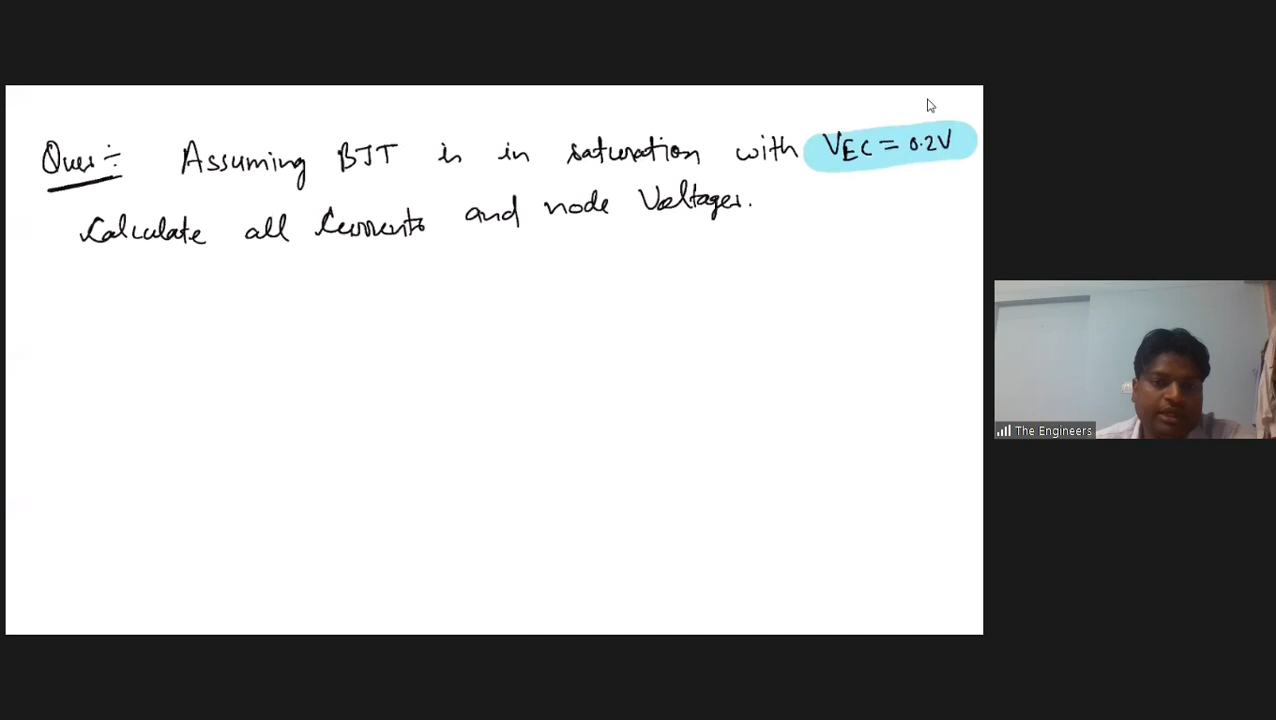 Ques :- Assuming BJT is in saturation with VEC = 0.2V
Calculate all Currents and node Voltages.
The Engineers